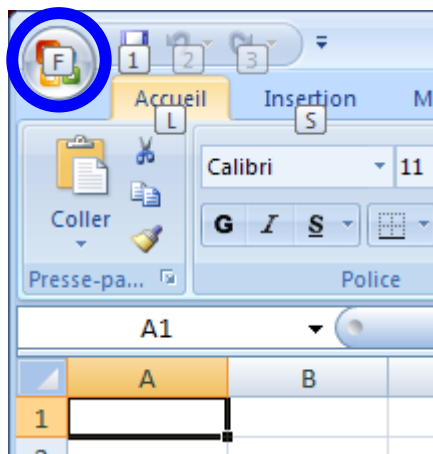 F 1 2 3
Accueil Insertion M
L S
Calibri 11
Coller G I S
Presse-pa... Police
A1
A B
1